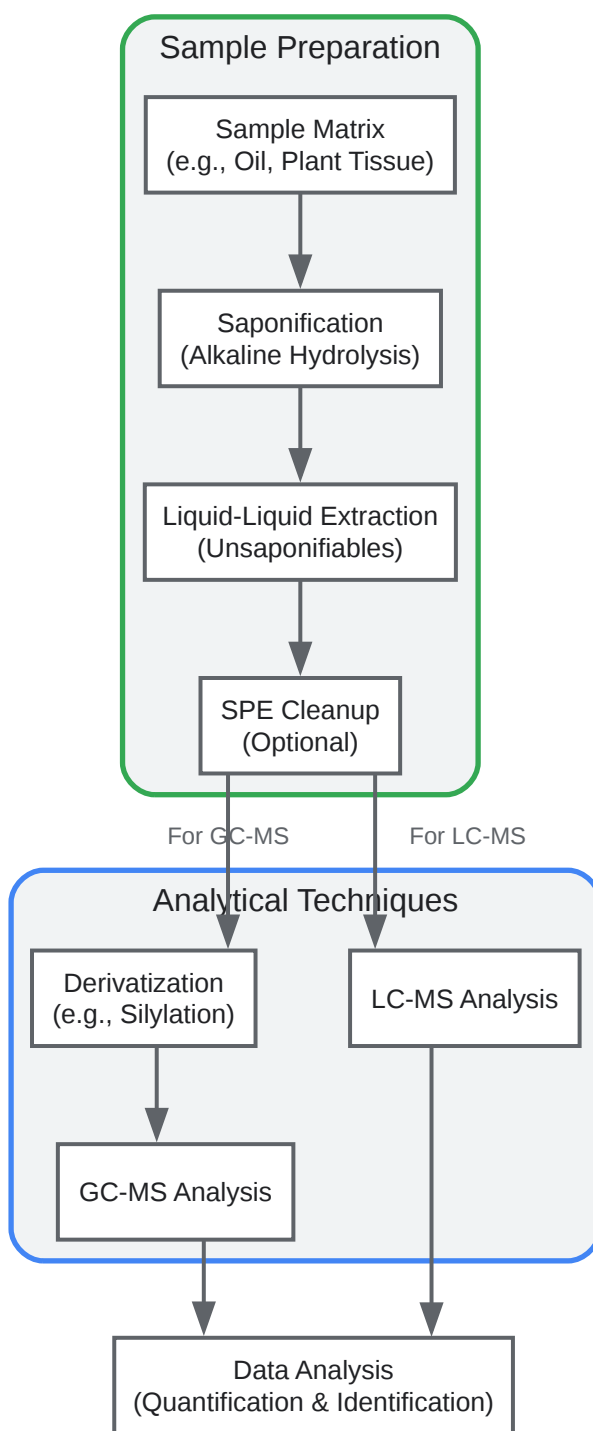 Sample Preparation
Sample Matrix
(e.g., Oil, Plant Tissue)
Saponification
(Alkaline Hydrolysis)
Liquid-Liquid Extraction
(Unsaponifiables)
SPE Cleanup
(Optional)
For GC-MS
For LC-MS
Analytical Techniques
Derivatization
(e.g., Silylation)
LC-MS Analysis
GC-MS Analysis
Data Analysis
(Quantification & Identification)